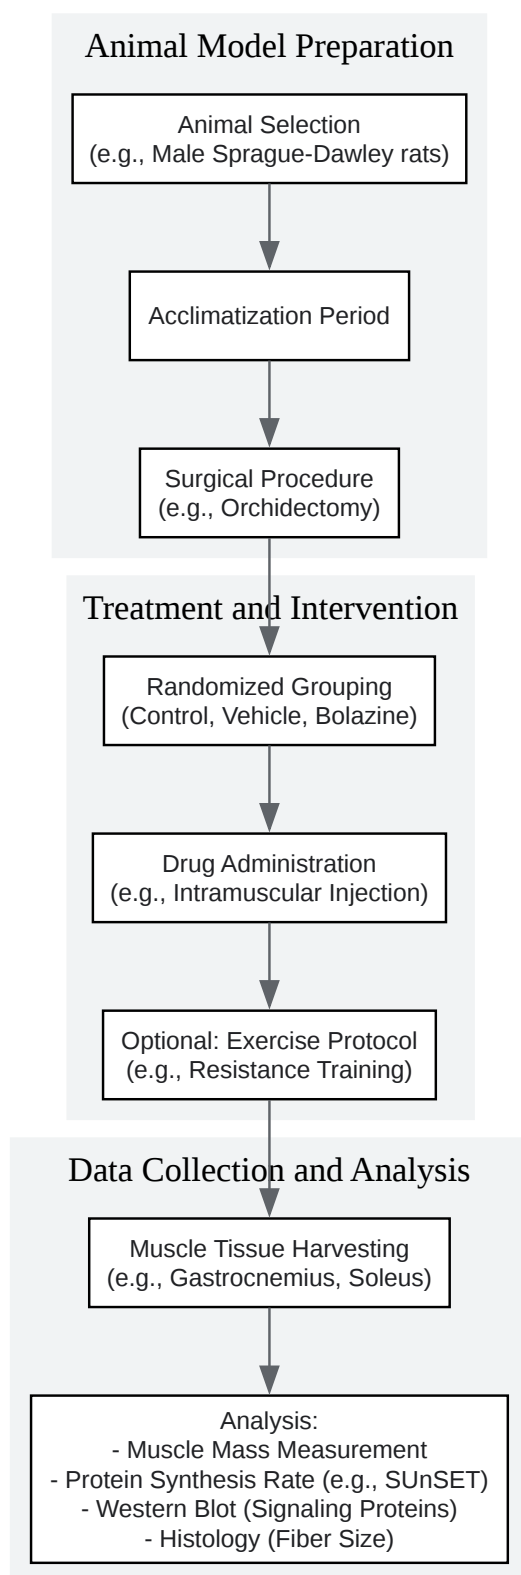 Animal Model Preparation
Animal Selection
(e.g., Male Sprague-Dawley rats)
Acclimatization Period
Surgical Procedure
(e.g., Orchidectomy)
Treatment and Intervention
Randomized Grouping
(Control, Vehicle, Bolazine)
Drug Administration
(e.g., Intramuscular Injection)
Optional: Exercise Protocol
(e.g., Resistance Training)
Data Collection and Analysis
Muscle Tissue Harvesting
(e.g., Gastrocnemius, Soleus)
Analysis:
- Muscle Mass Measurement
- Protein Synthesis Rate (e.g., SUnSET)
- Western Blot (Signaling Proteins)
- Histology (Fiber Size)